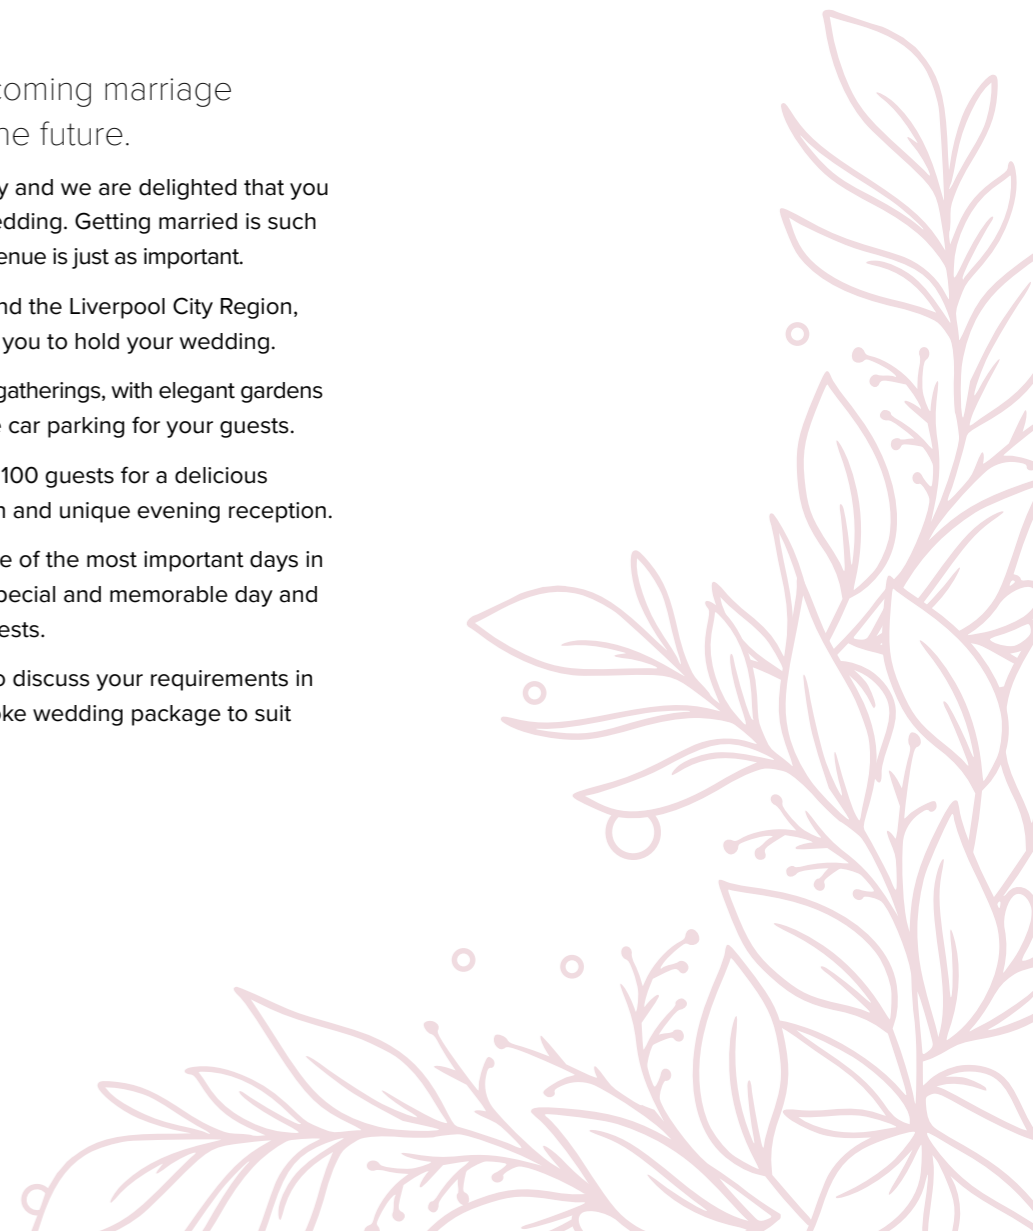 coming marriage
he future.
y and we are delighted that you
edding. Getting married is such
enue is just as important.
nd the Liverpool City Region,
you to hold your wedding.
gatherings, with elegant gardens
e car parking for your guests.
100 guests for a delicious
n and unique evening reception.
e of the most important days in
pecial and memorable day and
ests.
o discuss your requirements in
oke wedding package to suit